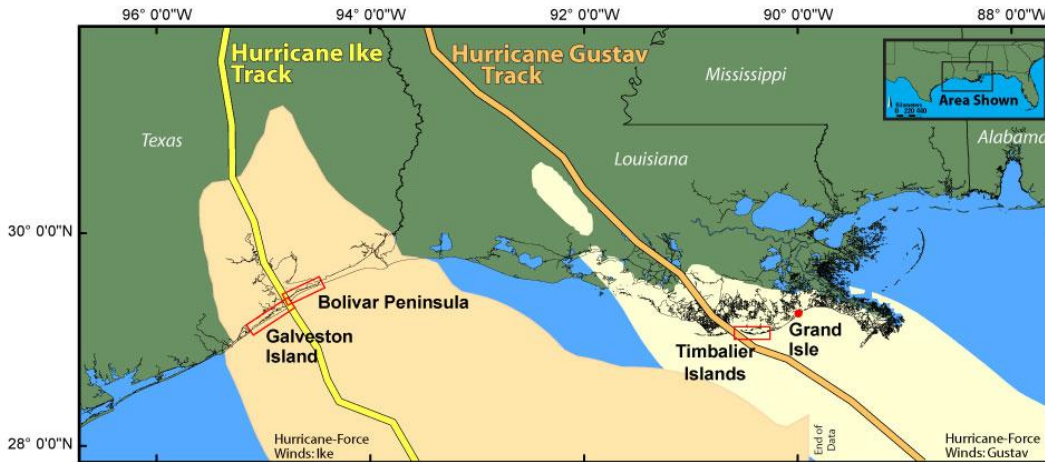 96° 0'0"W
94° 0'0"W
92° 0'0"W
90° 0'0"W
88° 0'0"W
Hurricane Ike
Track
Hurricane Gustav
Track
Mississippi
Area Shown
Kilometers
Texas
Louisiana
Alabama
30° 0'0"N
Bolivar Peninsula
Galveston
Island
Grand
Isle
Timbalier
Islands
28° 0'0"N
Hurricane-Force
Winds: Ike
End of
Data
Hurricane-Force
Winds: Gustav